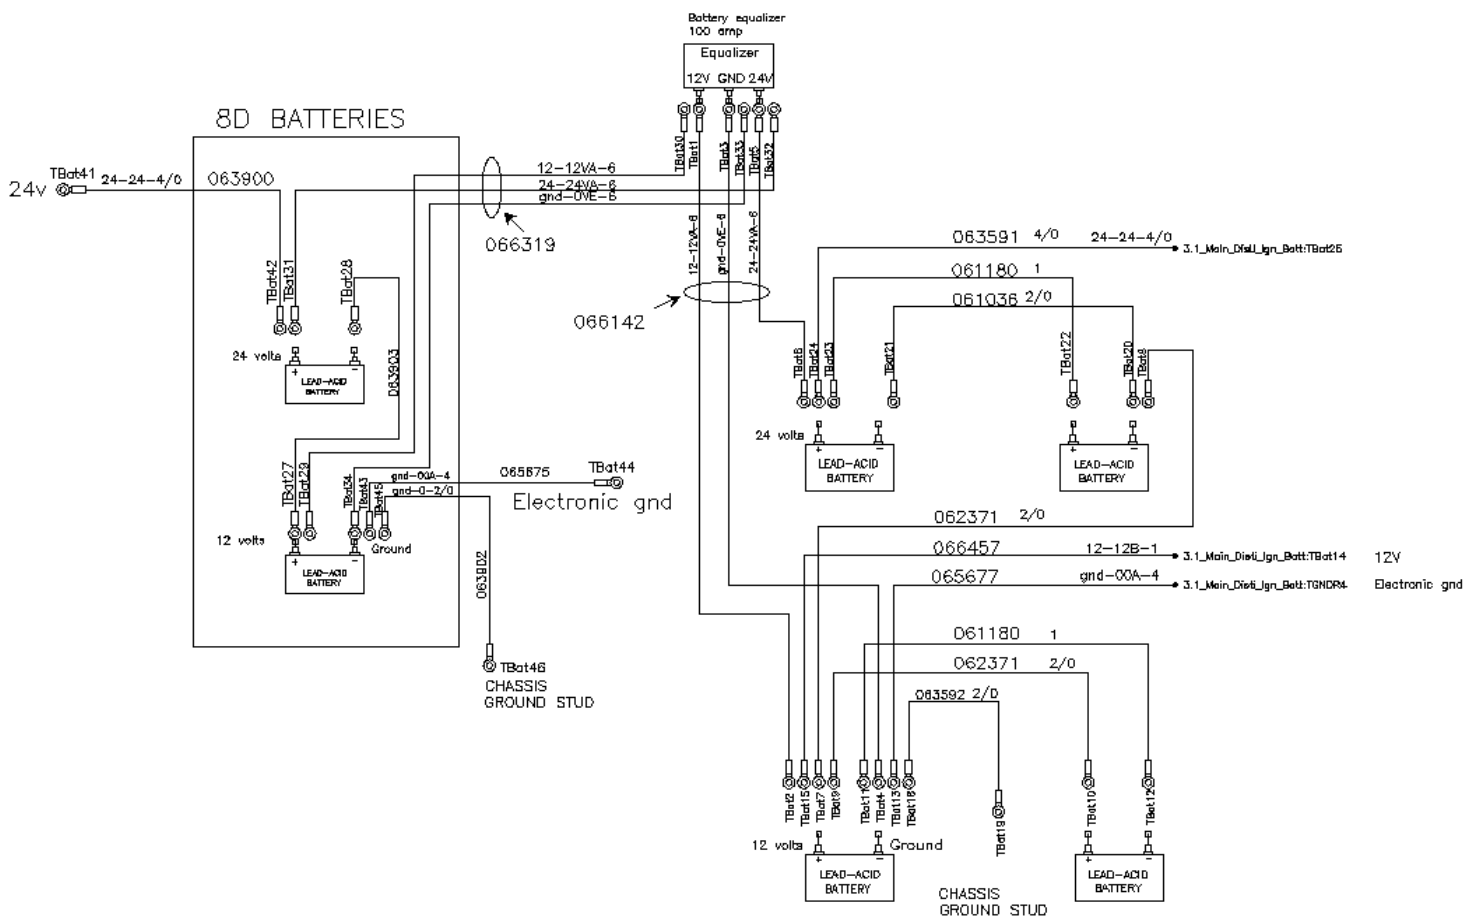 Battery equalizer
100 amp
Equalizer
12V GND 24V
TBat30
TBat1
TBat3
TBat33
TBat5
TBat32
8D BATTERIES
24v
TBat41
24-24-4/0
063900
12-12VA-6
24-24VA-6
gnd-0VE-6
066319
12-12VA-6
gnd-0VE-6
24-24VA-6
066142
TBat42
TBat31
TBat28
24 volts
+ -
LEAD-ACID
BATTERY
063903
TBat27
TBat29
TBat34
TBat43
TBat45
gnd-00A-4
065675
TBat44
gnd-0-2/0
Electronic gnd
12 volts
Ground
+ -
LEAD-ACID
BATTERY
063902
TBat46
CHASSIS
GROUND STUD
063591 4/0
24-24-4/0
061180 1
061036 2/0
TBat6
TBat24
TBat23
TBat21
TBat22
TBat20
TBat8
24 volts
+ -
LEAD-ACID
BATTERY
+ -
LEAD-ACID
BATTERY
062371 2/0
066457
12-12B-1
3.1_Main_Disti_Ign_Batt:TBat14
12V
065677
gnd-00A-4
3.1_Main_Disti_Ign_Batt:TGNDR4
Electronic gnd
061180 1
062371 2/0
063592 2/0
TBat2
TBat15
TBat7
TBat9
TBat11
TBat4
TBat13
TBat18
TBat19
TBat10
TBat12
12 volts
Ground
+ -
LEAD-ACID
BATTERY
+ -
LEAD-ACID
BATTERY
CHASSIS
GROUND STUD